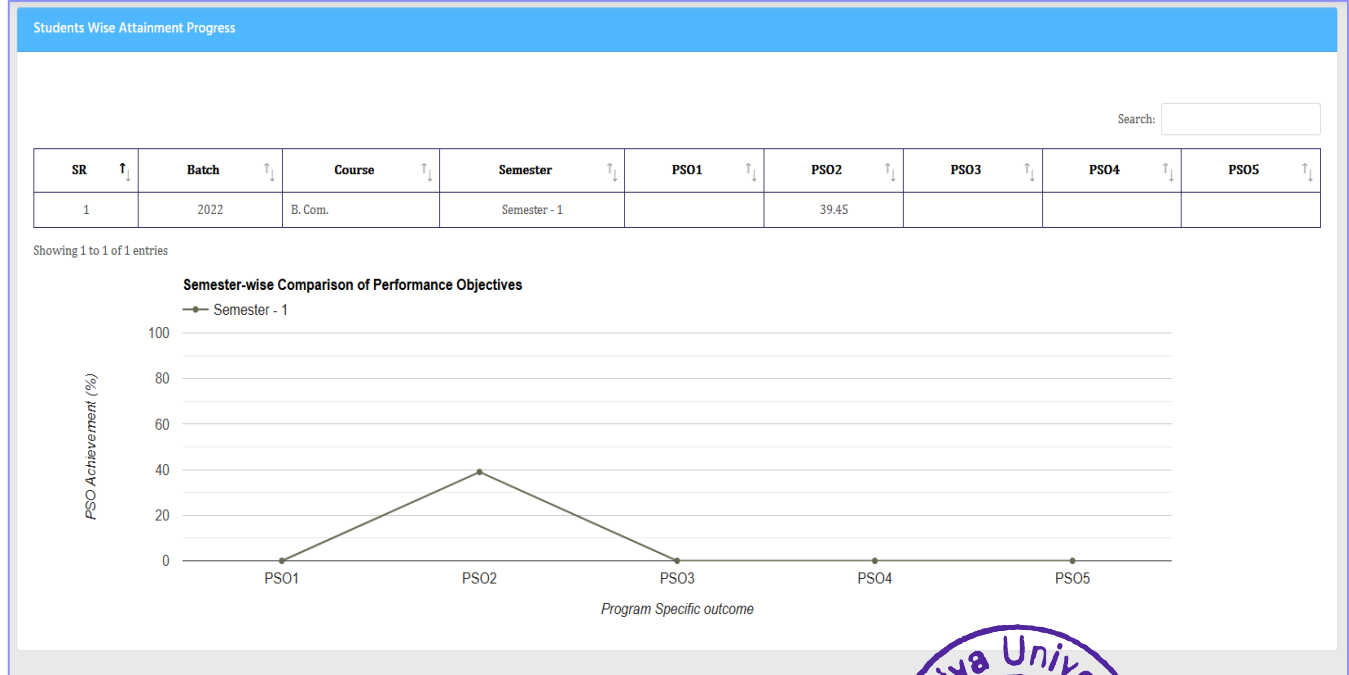 Students Wise Attainment Progress
Search:
SR Batch Course Semester PSO1 PSO2 PSO3 PSO4 PSO5
1 2022 B. Com. Semester - 1 39.45
Showing 1 to 1 of 1 entries
Semester-wise Comparison of Performance Objectives
Semester - 1
100
80
60
40
20
0
PSO Achievement (%)
PSO1 PSO2 PSO3 PSO4 PSO5
Program Specific outcome